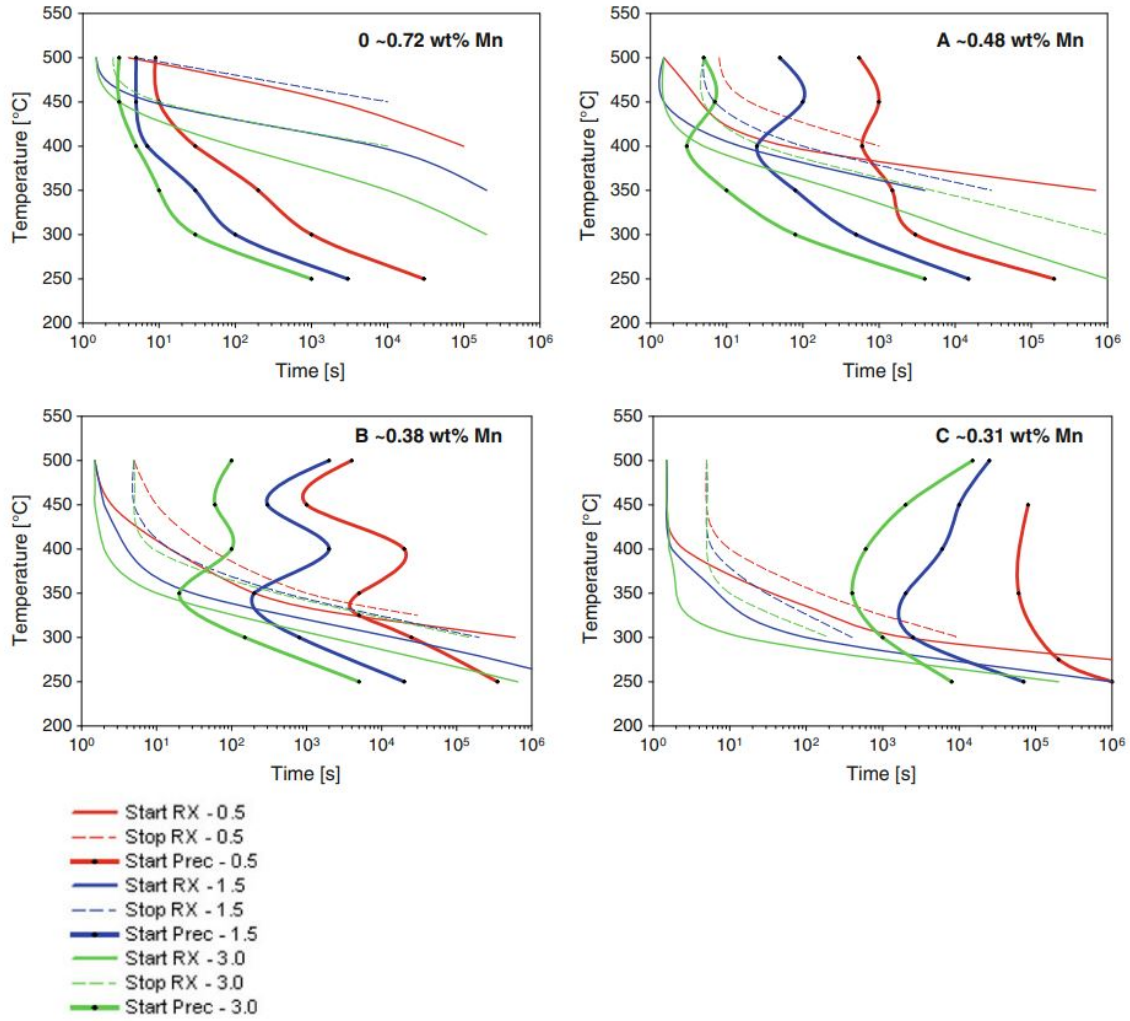 0 ~0.72 wt% Mn
550
500
450
400
350
300
250
200
Temperature [°C]
10⁰ 10¹ 10² 10³ 10⁴ 10⁵ 10⁶
Time [s]
A ~0.48 wt% Mn
550
500
450
400
350
300
250
200
Temperature [°C]
10⁰ 10¹ 10² 10³ 10⁴ 10⁵ 10⁶
Time [s]
B ~0.38 wt% Mn
550
500
450
400
350
300
250
200
Temperature [°C]
10⁰ 10¹ 10² 10³ 10⁴ 10⁵ 10⁶
Time [s]
C ~0.31 wt% Mn
550
500
450
400
350
300
250
200
Temperature [°C]
10⁰ 10¹ 10² 10³ 10⁴ 10⁵ 10⁶
Time [s]
Start RX - 0.5
Stop RX - 0.5
Start Prec - 0.5
Start RX - 1.5
Stop RX - 1.5
Start Prec - 1.5
Start RX - 3.0
Stop RX - 3.0
Start Prec - 3.0